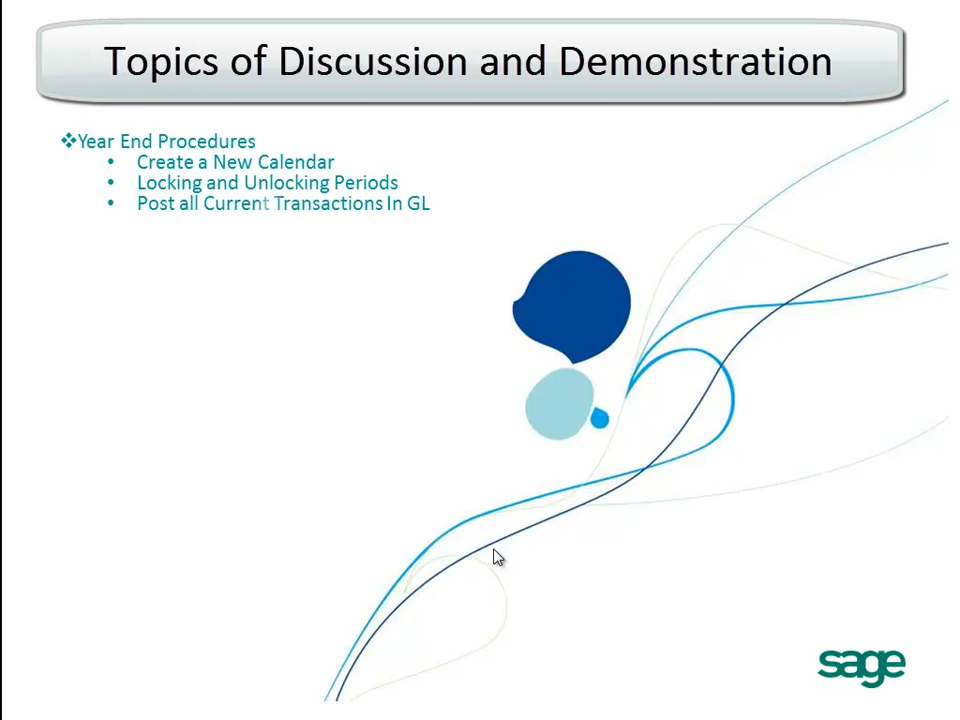 Topics of Discussion and Demonstration
❖Year End Procedures
• Create a New Calendar
• Locking and Unlocking Periods
• Post all Current Transactions In GL
sage